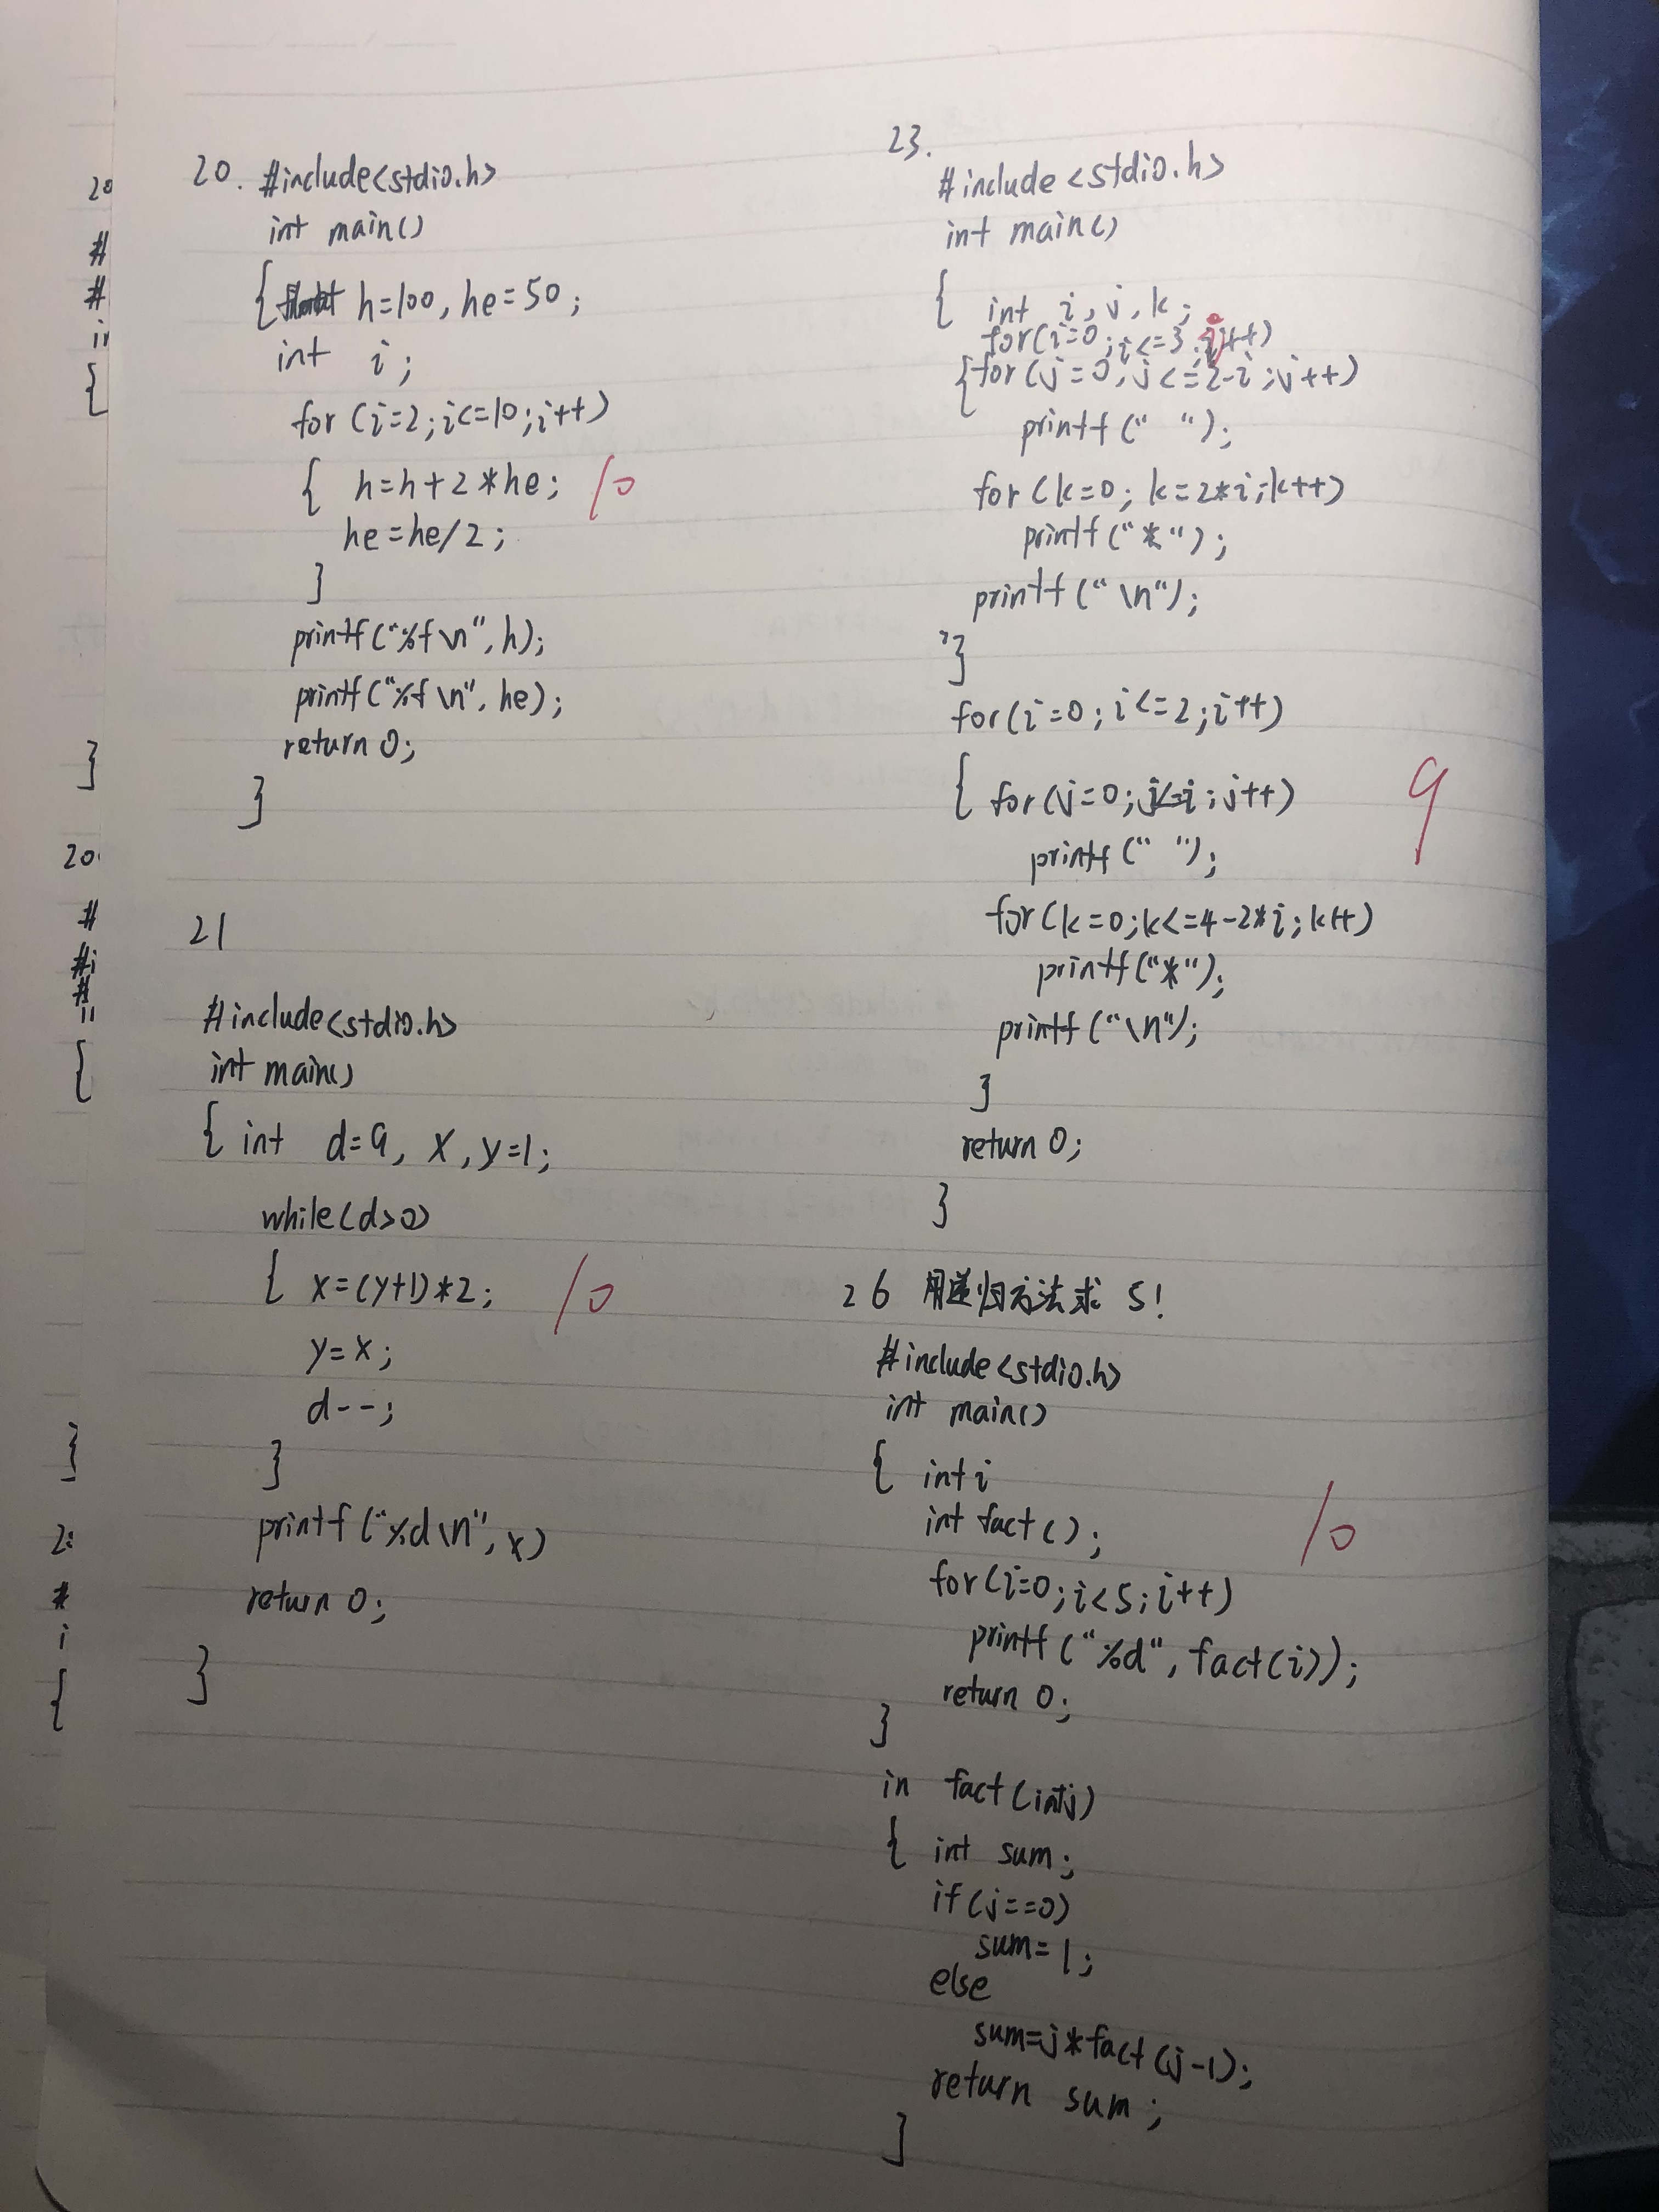 20. #include<stdio.h>
int main()
{float h=100, he=50;
int i;
for (i=2; i<=10; i++)
{ h=h+2*he; 10
he=he/2;
}
printf("%f\n", h);
printf("%f\n", he);
return 0;
}
21
#include<stdio.h>
int main()
{ int d=9, x, y=1;
while(d>0)
{ x=(y+1)*2; 10
y=x;
d--;
}
printf("%d\n", x)
return 0;
}
23.
#include<stdio.h>
int main()
{ int i, j, k;
for(i=0; i<=3; i++)
{for(j=0; j<=2-i; j++)
printf(" ");
for(k=0; k=2*i; k++)
printf("*");
printf("\n");
}
for(i=0; i<=2; i++)
{ for(j=0; j<=i; j++) 9
printf(" ");
for(k=0; k<=4-2*i; k++)
printf("*");
printf("\n");
}
return 0;
}
26 用递归方法求 5!
#include<stdio.h>
int main()
{ int i
int fact(); 10
for(i=0; i<5; i++)
printf("%d", fact(i));
return 0;
}
in fact(int j)
{ int sum;
if(j==0)
sum=1;
else
sum=j*fact(j-1);
return sum;
}
20
#
#
{
}
20
#
#i
#
{
}
2:
#
i
{